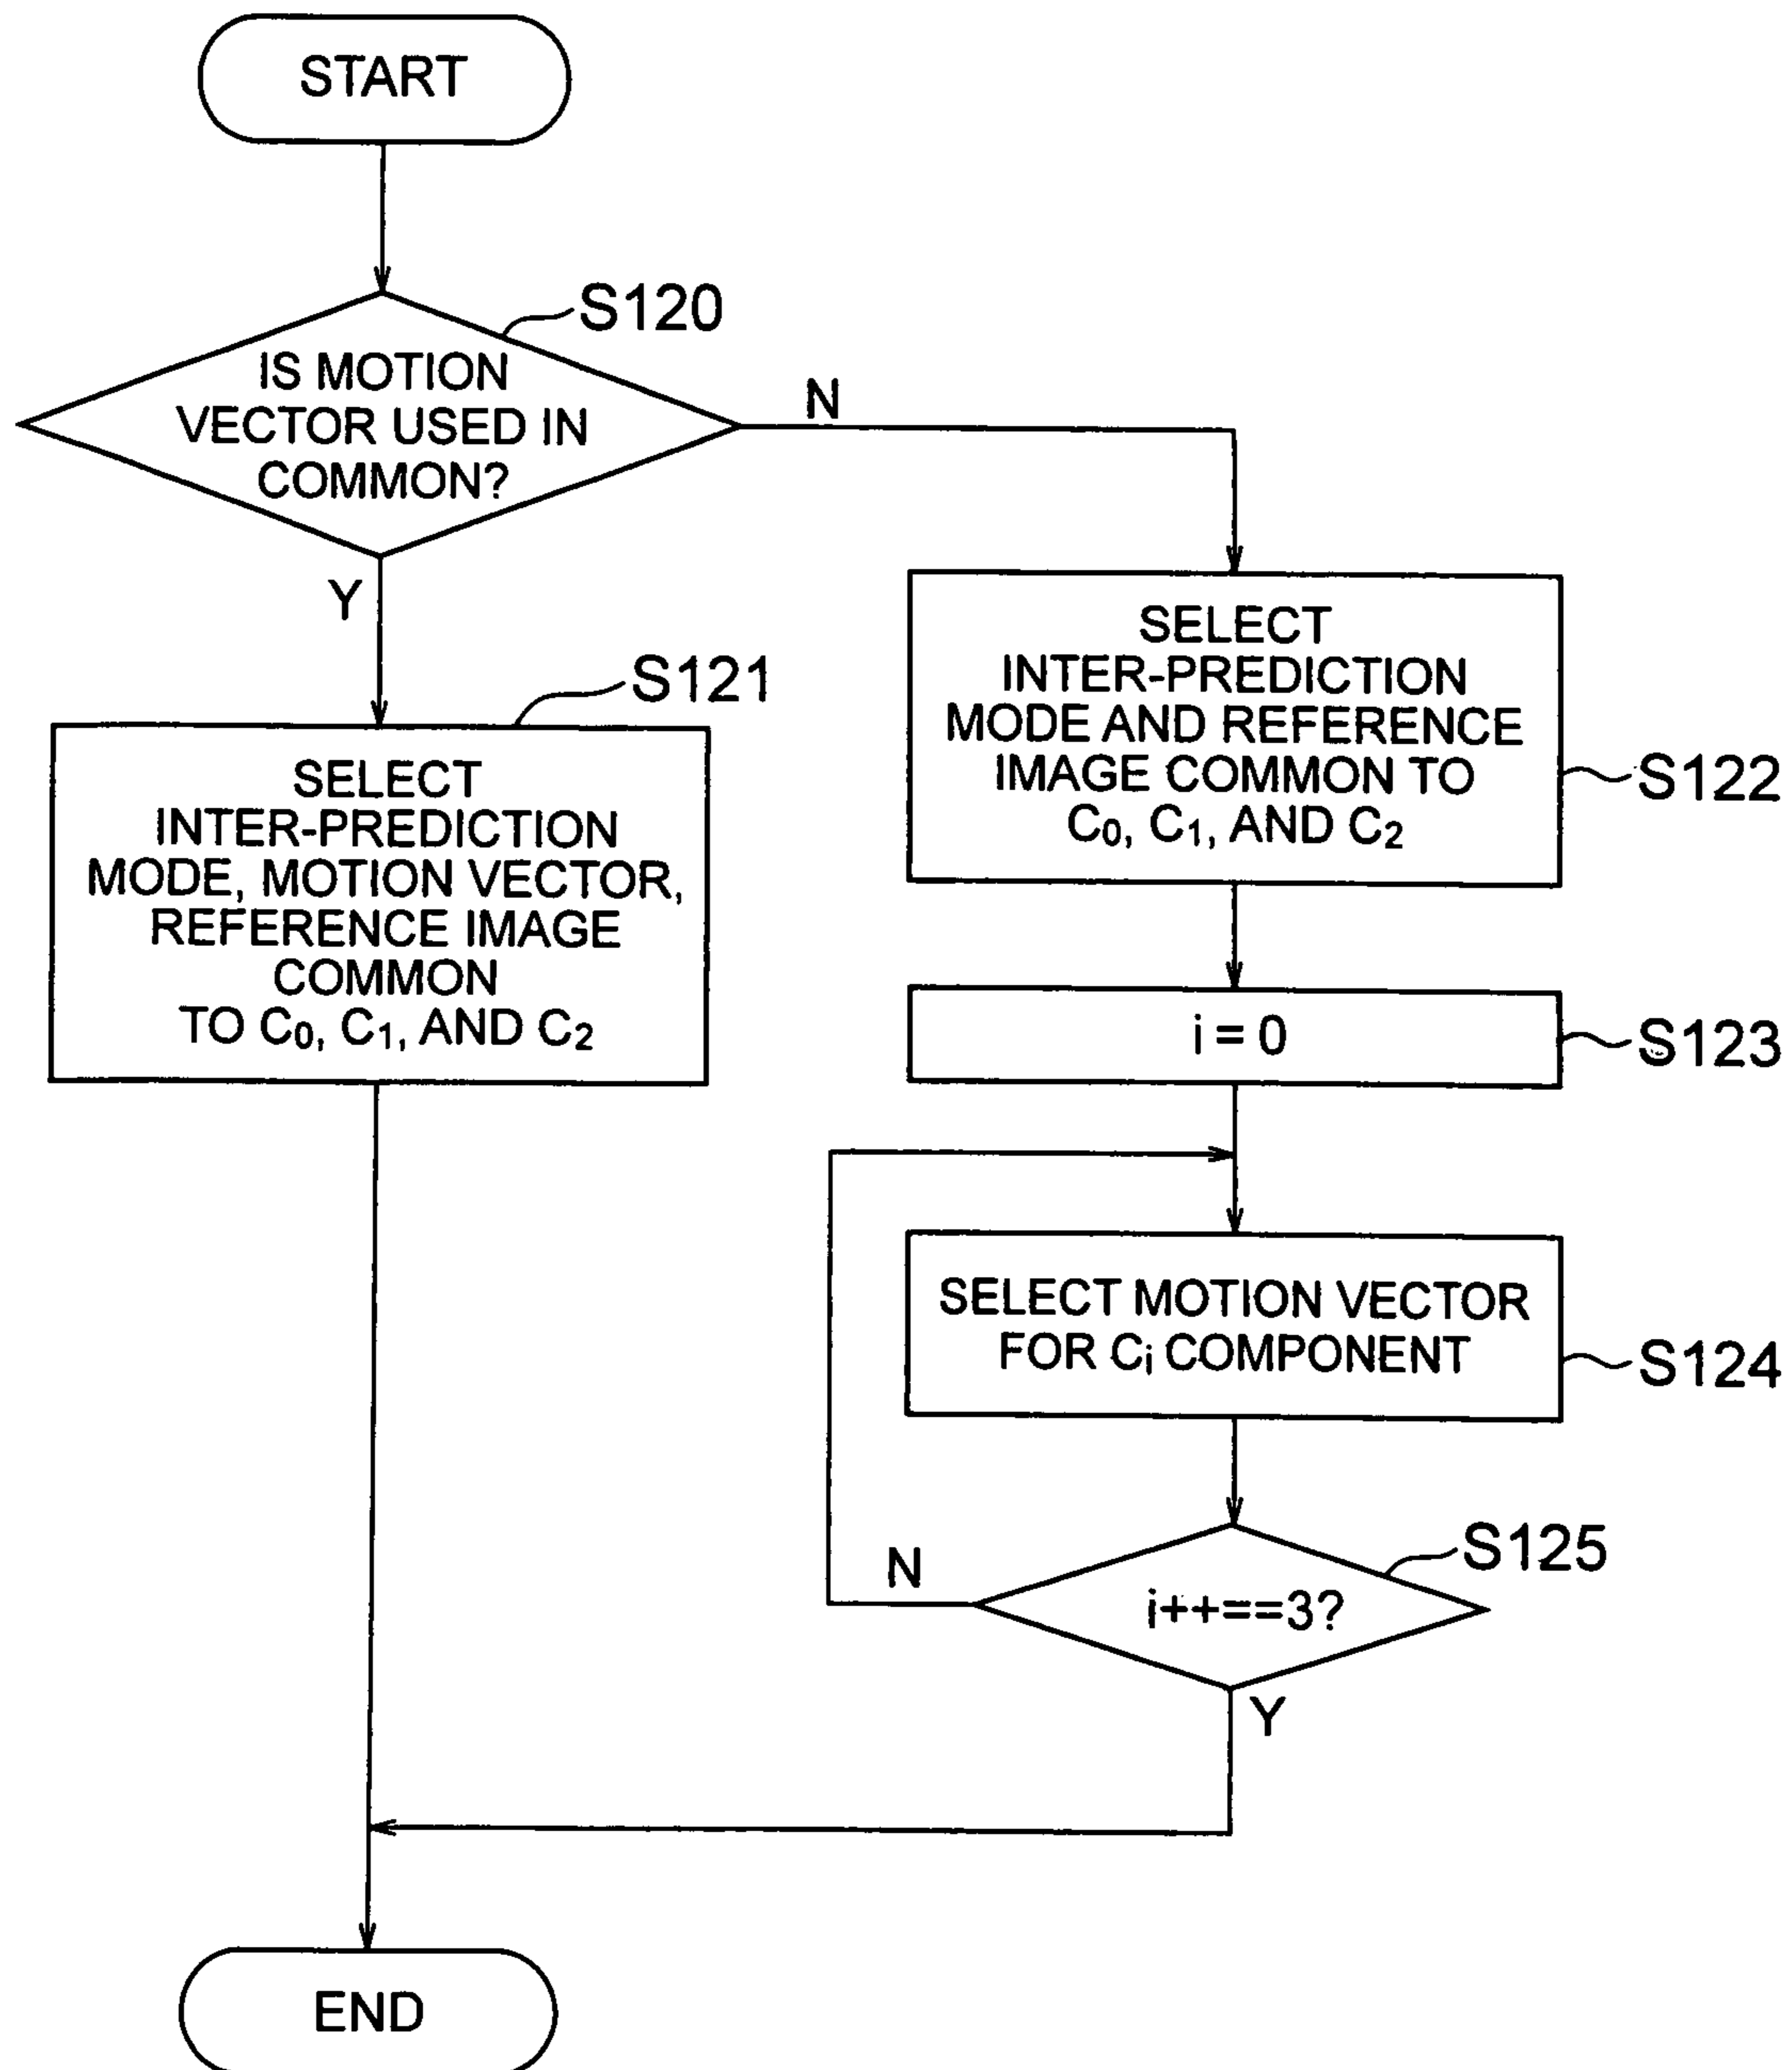 START
S120
IS MOTION
VECTOR USED IN
COMMON?
N
Y
S121
SELECT
INTER-PREDICTION
MODE, MOTION VECTOR,
REFERENCE IMAGE
COMMON
TO C0, C1, AND C2
SELECT
INTER-PREDICTION
MODE AND REFERENCE
IMAGE COMMON TO
C0, C1, AND C2
S122
i = 0
S123
SELECT MOTION VECTOR
FOR Ci COMPONENT
S124
S125
N
i++==3?
Y
END